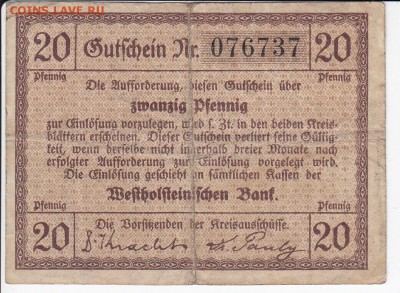 COINS.LAVE.RU
20 Gutschein Nr. 076737 20
Pfennig Pfennig
Die Aufforderung, diesen Gutschein über
zwanzig Pfennig
zur Einlösung vorzulegen, wird s. Zt. in den beiden Kreis-
blättern erscheinen. Dieser Gutschein verliert seine Gültig-
keit, wenn derselbe nicht innerhalb dreier Monate nach
erfolgter Aufforderung zur Einlösung vorgelegt wird.
Die Einlösung geschieht an sämtlichen Kassen der
Westholsteinischen Bank.
Pfennig Pfennig
20 Die Vorsitzenden der Kreisausschüsse. 20